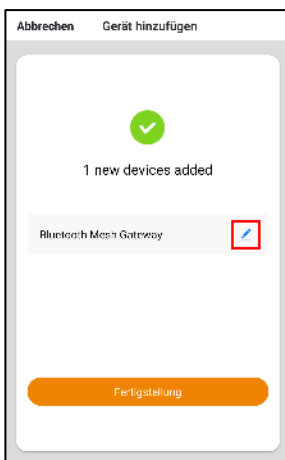 Abbrechen Gerät hinzufügen
1 new devices added
Bluetooth Mesh Gateway
Fertigstellung